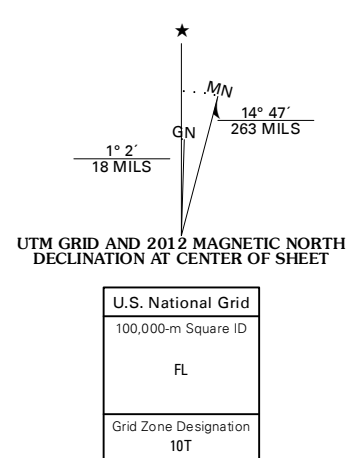 ★
MN
14° 47´
263 MILS
GN
1° 2´
18 MILS
UTM GRID AND 2012 MAGNETIC NORTH
DECLINATION AT CENTER OF SHEET
U.S. National Grid
100,000-m Square ID
FL
Grid Zone Designation
10T